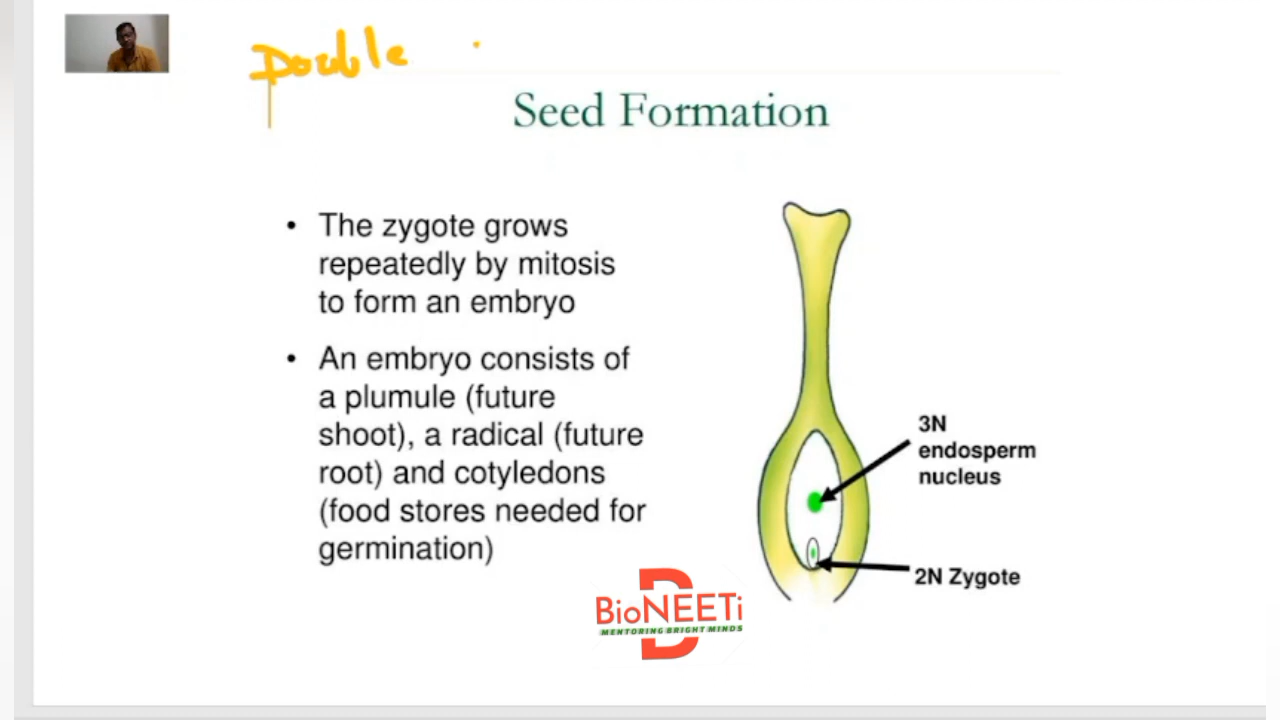 Double
Seed Formation
• The zygote grows
repeatedly by mitosis
to form an embryo
• An embryo consists of
a plumule (future
shoot), a radical (future
root) and cotyledons
(food stores needed for
germination)
3N
endosperm
nucleus
2N Zygote
BioNEETi
MENTORING BRIGHT MINDS